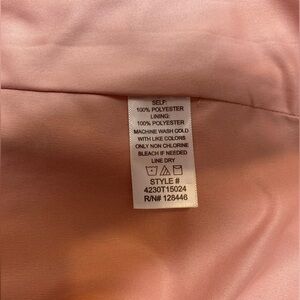 SELF:
100% POLYESTER
LINING:
100% POLYESTER
MACHINE WASH COLD
WITH LIKE COLORS
ONLY NON CHLORINE
BLEACH IF NEEDED
LINE DRY
STYLE #
4230T15024
R/N# 128446